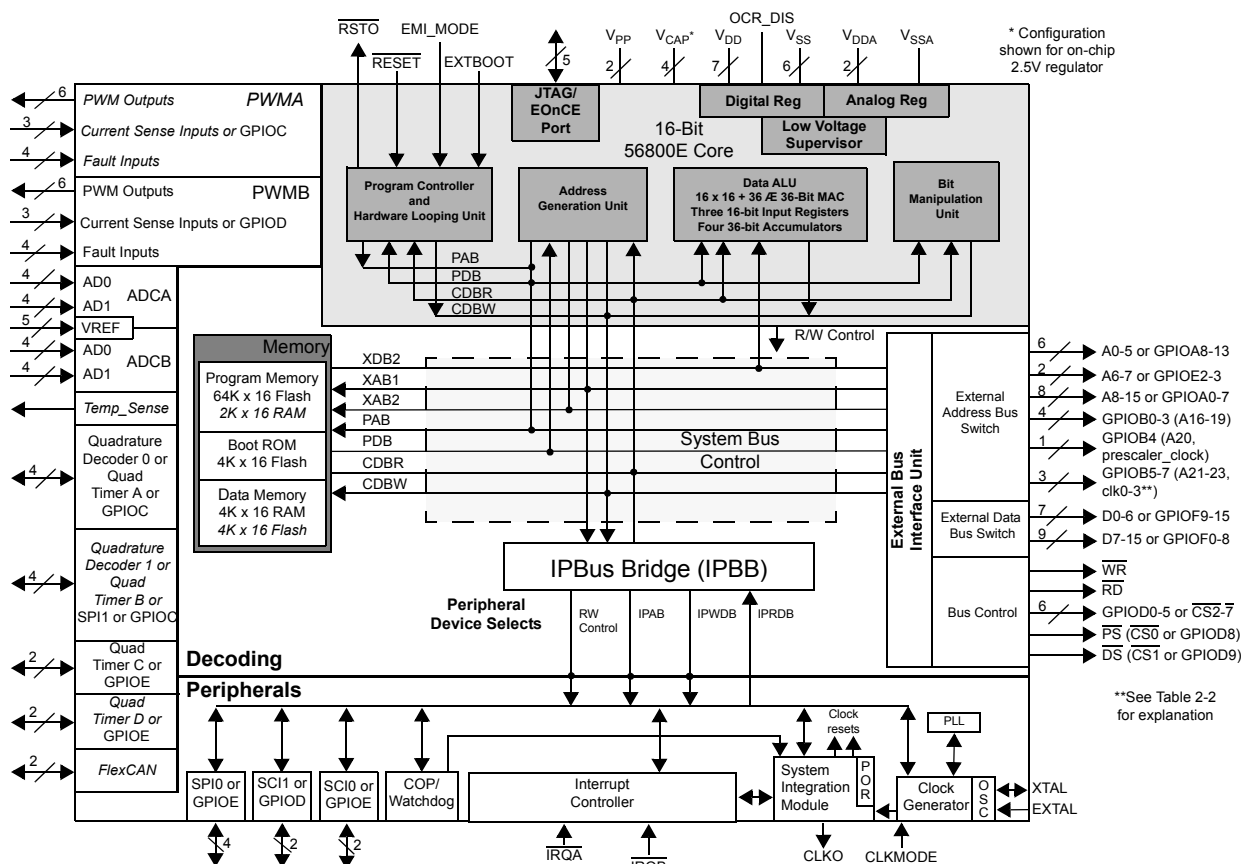 OCR_DIS
RSTO
EMI_MODE
RESET
EXTBOOT
5
VPP
2
VCAP*
4
VDD
7
VSS
6
VDDA
2
VSSA
* Configuration
shown for on-chip
2.5V regulator
6
PWM Outputs
PWMA
3
Current Sense Inputs or GPIOC
4
Fault Inputs
6
PWM Outputs
PWMB
3
Current Sense Inputs or GPIOD
4
Fault Inputs
4
AD0
ADCA
4
AD1
5
VREF
4
AD0
ADCB
4
AD1
Temp_Sense
Quadrature
Decoder 0 or
Quad
Timer A or
GPIOC
4
Quadrature
Decoder 1 or
Quad
Timer B or
SPI1 or GPIOC
4
Quad
Timer C or
GPIOE
2
Quad
Timer D or
GPIOE
2
FlexCAN
2
JTAG/
EOnCE
Port
Digital Reg
Analog Reg
Low Voltage
Supervisor
16-Bit
56800E Core
Program Controller
and
Hardware Looping Unit
Address
Generation Unit
Data ALU
16 x 16 + 36 Æ 36-Bit MAC
Three 16-bit Input Registers
Four 36-bit Accumulators
Bit
Manipulation
Unit
PAB
PDB
CDBR
CDBW
R/W Control
Memory
Program Memory
64K x 16 Flash
2K x 16 RAM
Boot ROM
4K x 16 Flash
Data Memory
4K x 16 RAM
4K x 16 Flash
XDB2
XAB1
XAB2
PAB
PDB
CDBR
CDBW
System Bus
Control
External Bus
Interface Unit
External
Address Bus
Switch
External Data
Bus Switch
Bus Control
6
A0-5 or GPIOA8-13
2
A6-7 or GPIOE2-3
8
A8-15 or GPIOA0-7
4
GPIOB0-3 (A16-19)
1
GPIOB4 (A20,
prescaler_clock)
3
GPIOB5-7 (A21-23,
clk0-3**)
7
D0-6 or GPIOF9-15
9
D7-15 or GPIOF0-8
WR
RD
6
GPIOD0-5 or CS2-7
PS (CS0 or GPIOD8)
DS (CS1 or GPIOD9)
**See Table 2-2
for explanation
IPBus Bridge (IPBB)
Peripheral
Device Selects
RW
Control
IPAB
IPWDB
IPRDB
Decoding
Peripherals
Clock
resets
PLL
SPI0 or
GPIOE
SCI1 or
GPIOD
SCI0 or
GPIOE
COP/
Watchdog
Interrupt
Controller
System
Integration
Module
POR
Clock
Generator
OSC
XTAL
EXTAL
4
2
2
IRQA
IRQB
CLKO
CLKMODE